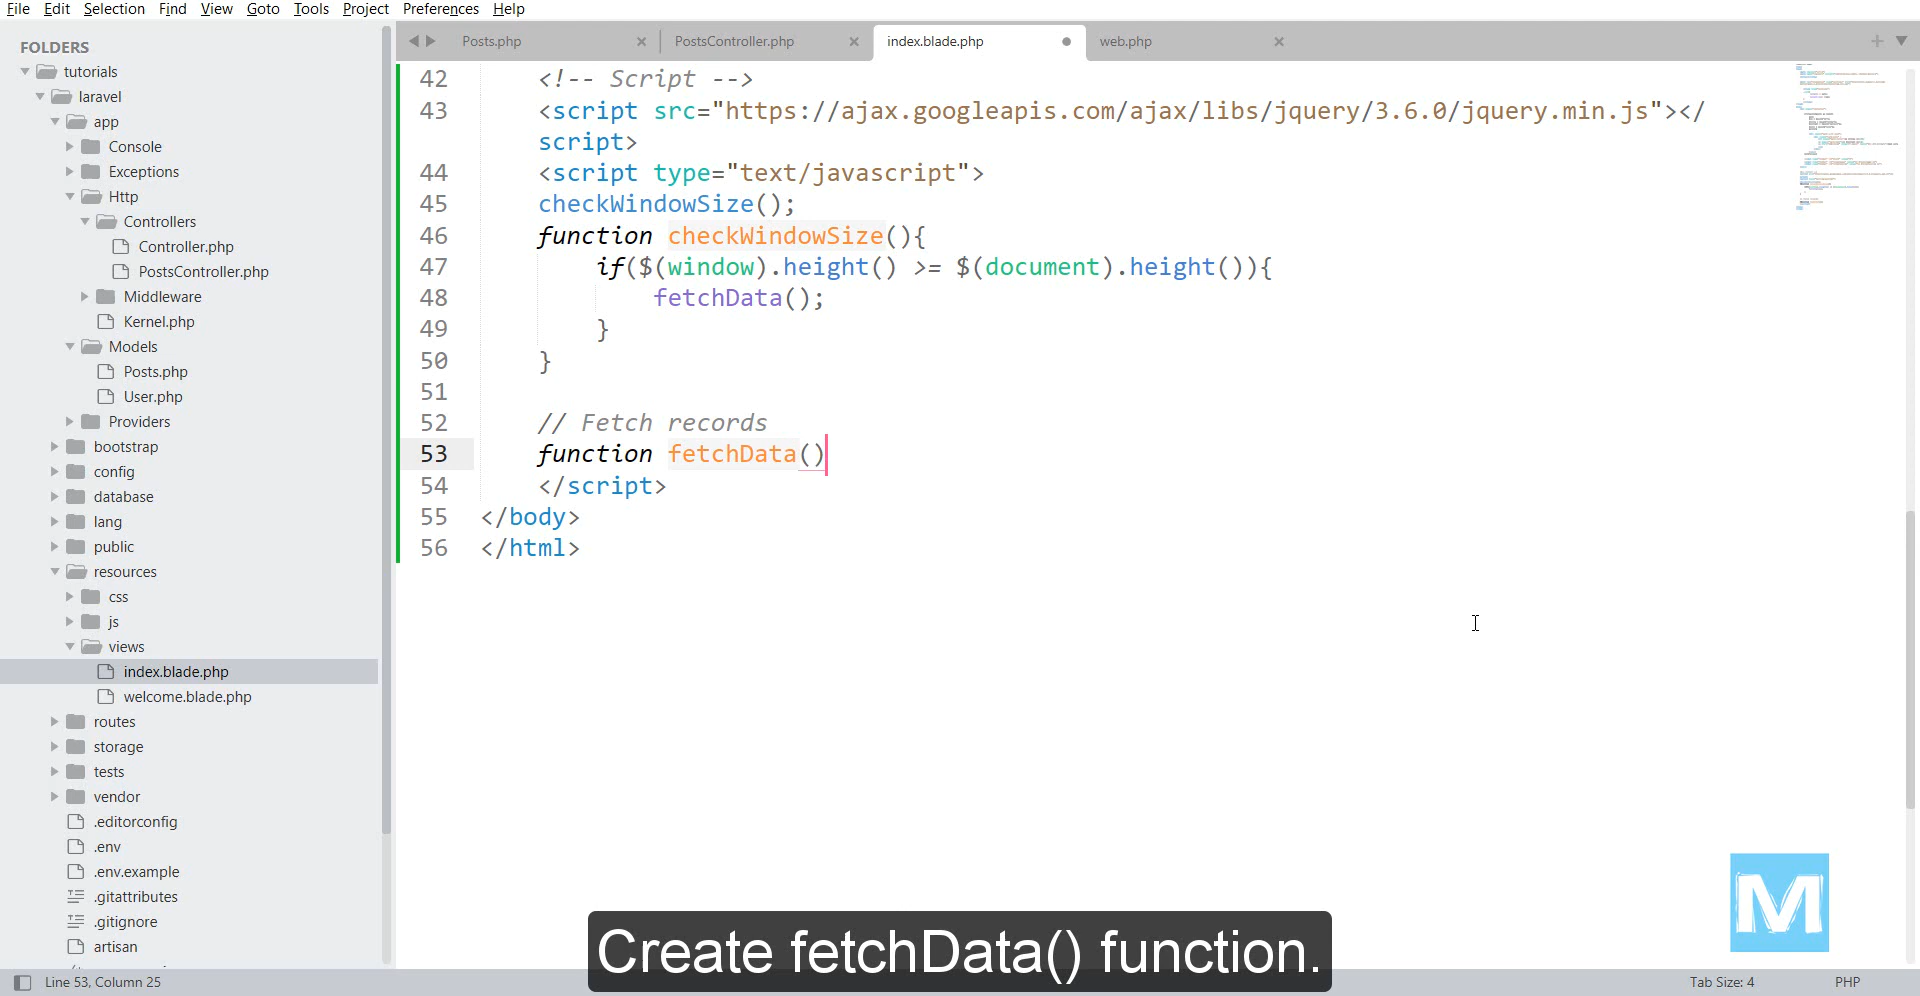 File Edit Selection Find View Goto Tools Project Preferences Help
FOLDERS
tutorials
laravel
app
Console
Exceptions
Http
Controllers
Controller.php
PostsController.php
Middleware
Kernel.php
Models
Posts.php
User.php
Providers
bootstrap
config
database
lang
public
resources
css
js
views
index.blade.php
welcome.blade.php
routes
storage
tests
vendor
.editorconfig
.env
.env.example
.gitattributes
.gitignore
artisan
Posts.php PostsController.php index.blade.php web.php
42 <!-- Script -->
43 <script src="https://ajax.googleapis.com/ajax/libs/jquery/3.6.0/jquery.min.js"></
script>
44 <script type="text/javascript">
45 checkWindowSize();
46 function checkWindowSize(){
47 if($(window).height() >= $(document).height()){
48 fetchData();
49 }
50 }
51
52 // Fetch records
53 function fetchData()
54 </script>
55 </body>
56 </html>
M
Create fetchData() function.
Line 53, Column 25 Tab Size: 4 PHP